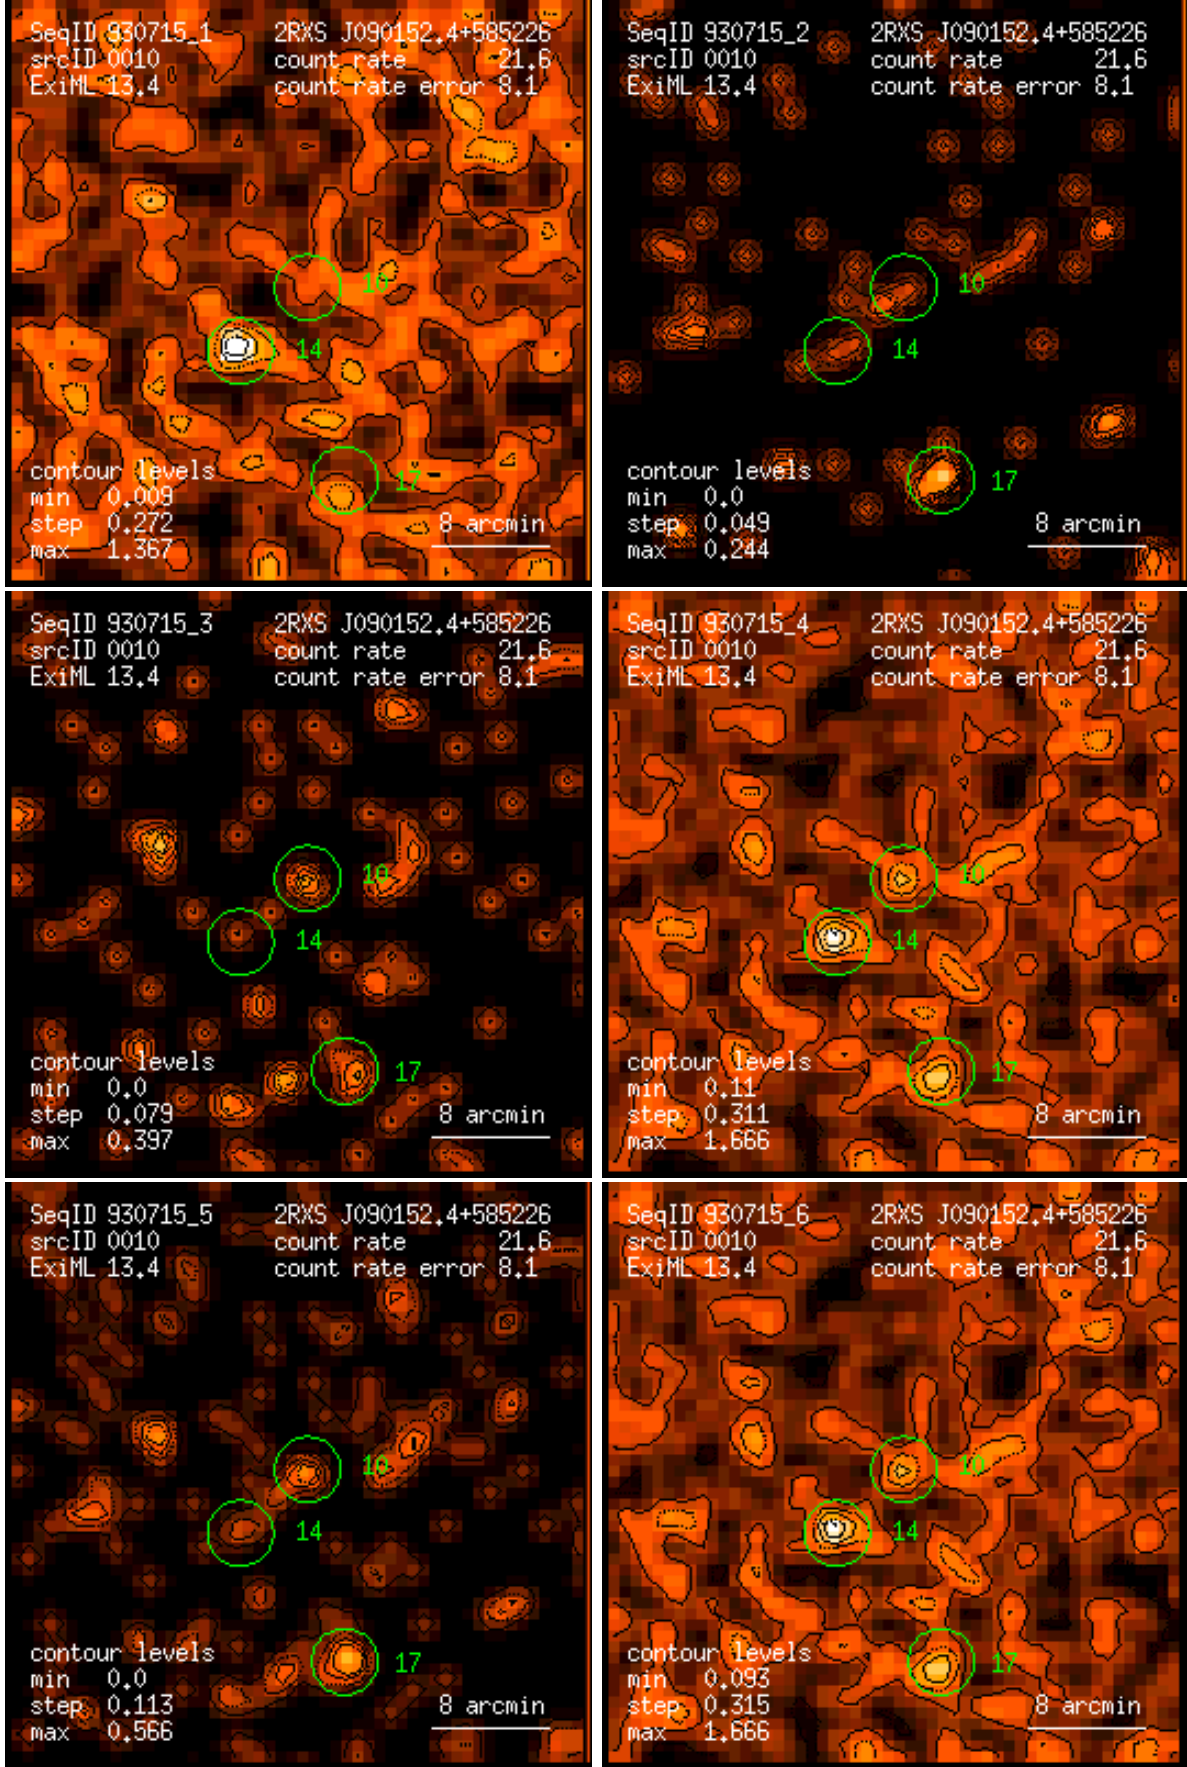 SeqID 930715_1 2RXS J090152.4+585226
srcID 0010 count rate 21.6
ExiML 13.4 count rate error 8.1
10
14
17
contour levels
min 0.009
step 0.272
max 1.367
8 arcmin
SeqID 930715_2 2RXS J090152.4+585226
srcID 0010 count rate 21.6
ExiML 13.4 count rate error 8.1
10
14
17
contour levels
min 0.0
step 0.049
max 0.244
8 arcmin
SeqID 930715_3 2RXS J090152.4+585226
srcID 0010 count rate 21.6
ExiML 13.4 count rate error 8.1
10
14
17
contour levels
min 0.0
step 0.079
max 0.397
8 arcmin
SeqID 930715_4 2RXS J090152.4+585226
srcID 0010 count rate 21.6
ExiML 13.4 count rate error 8.1
10
14
17
contour levels
min 0.11
step 0.311
max 1.666
8 arcmin
SeqID 930715_5 2RXS J090152.4+585226
srcID 0010 count rate 21.6
ExiML 13.4 count rate error 8.1
10
14
17
contour levels
min 0.0
step 0.113
max 0.566
8 arcmin
SeqID 930715_6 2RXS J090152.4+585226
srcID 0010 count rate 21.6
ExiML 13.4 count rate error 8.1
10
14
17
contour levels
min 0.093
step 0.315
max 1.666
8 arcmin